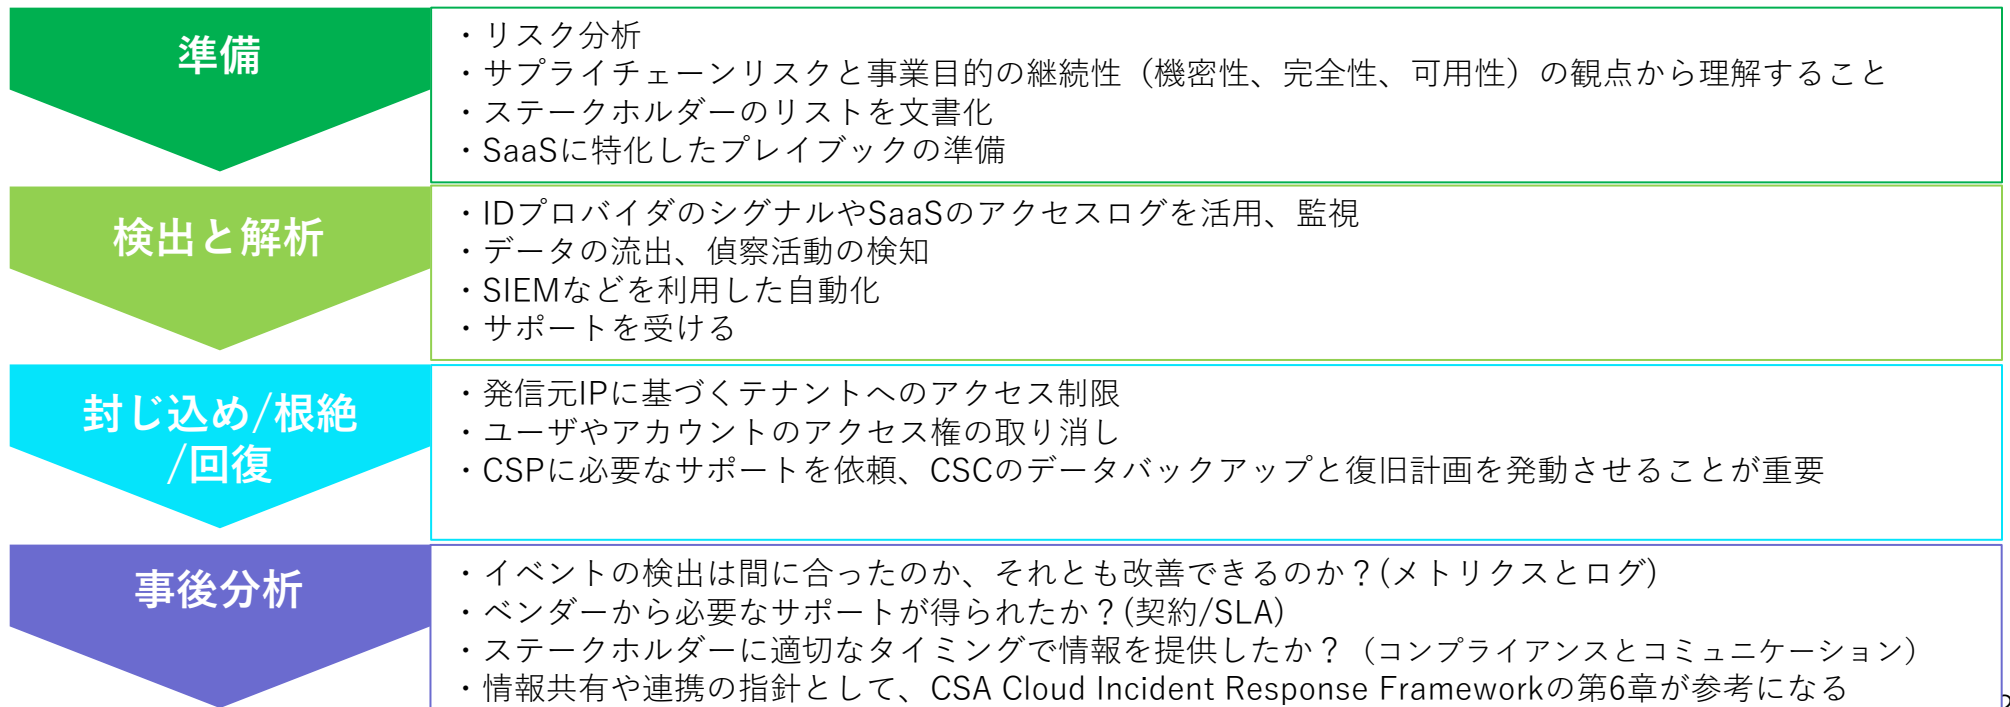 準備
・リスク分析
・サプライチェーンリスクと事業目的の継続性（機密性、完全性、可用性）の観点から理解すること
・ステークホルダーのリストを文書化
・SaaSに特化したプレイブックの準備
検出と解析
・IDプロバイダのシグナルやSaaSのアクセスログを活用、監視
・データの流出、偵察活動の検知
・SIEMなどを利用した自動化
・サポートを受ける
封じ込め/根絶
/回復
・発信元IPに基づくテナントへのアクセス制限
・ユーザやアカウントのアクセス権の取り消し
・CSPに必要なサポートを依頼、CSCのデータバックアップと復旧計画を発動させることが重要
事後分析
・イベントの検出は間に合ったのか、それとも改善できるのか？(メトリクスとログ)
・ベンダーから必要なサポートが得られたか？(契約/SLA)
・ステークホルダーに適切なタイミングで情報を提供したか？（コンプライアンスとコミュニケーション）
・情報共有や連携の指針として、CSA Cloud Incident Response Frameworkの第6章が参考になる